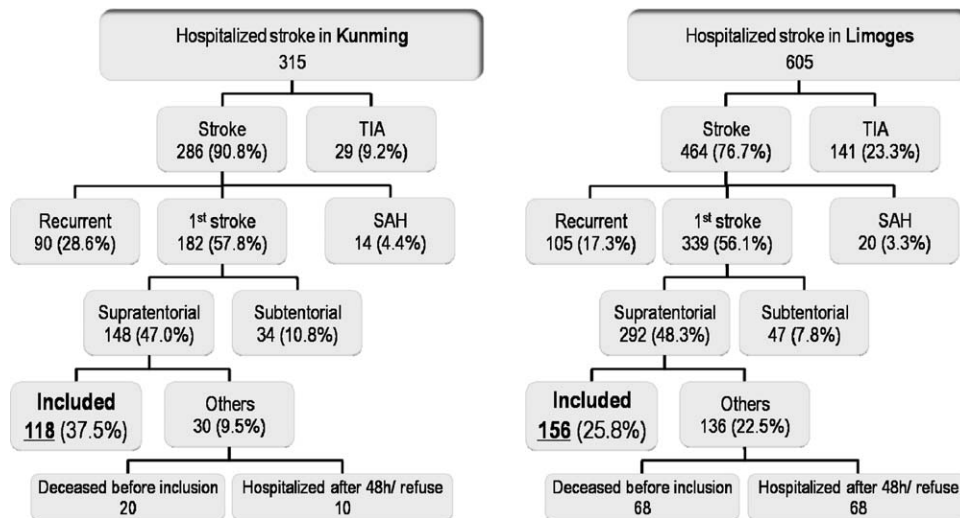 Hospitalized stroke in Kunming
315
Stroke
286 (90.8%)
TIA
29 (9.2%)
Recurrent
90 (28.6%)
1st stroke
182 (57.8%)
SAH
14 (4.4%)
Supratentorial
148 (47.0%)
Subtentorial
34 (10.8%)
Included
118 (37.5%)
Others
30 (9.5%)
Deceased before inclusion
20
Hospitalized after 48h/ refuse
10
Hospitalized stroke in Limoges
605
Stroke
464 (76.7%)
TIA
141 (23.3%)
Recurrent
105 (17.3%)
1st stroke
339 (56.1%)
SAH
20 (3.3%)
Supratentorial
292 (48.3%)
Subtentorial
47 (7.8%)
Included
156 (25.8%)
Others
136 (22.5%)
Deceased before inclusion
68
Hospitalized after 48h/ refuse
68